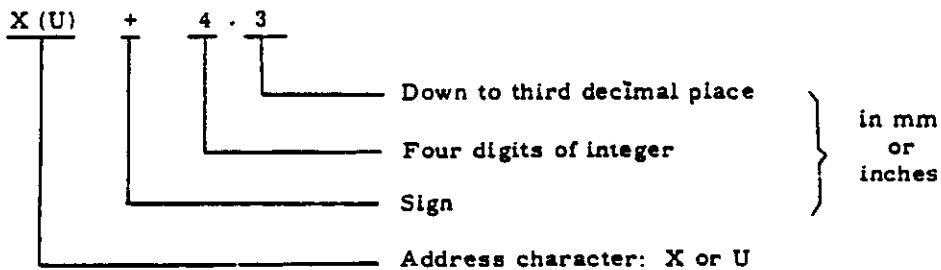 X (U) + 4 . 3
Down to third decimal place
Four digits of integer
in mm
or
inches
Sign
Address character: X or U